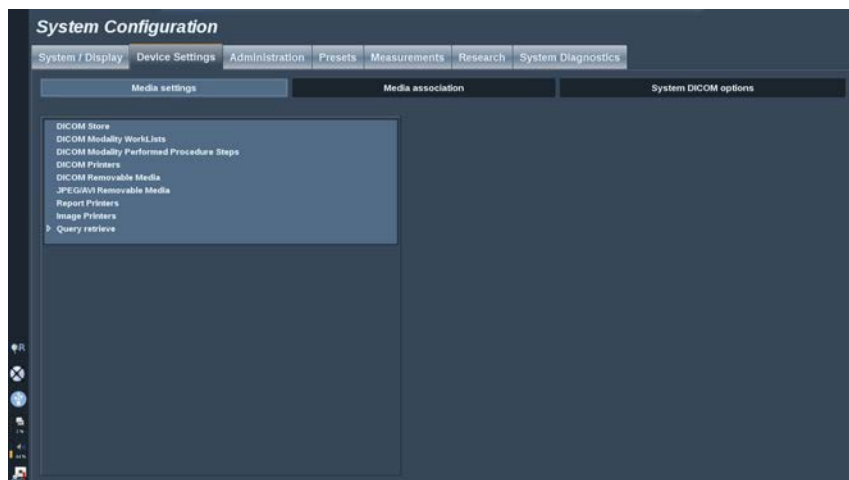 System Configuration
System / Display Device Settings Administration Presets Measurements Research System Diagnostics
Media settings Media association System DICOM options
DICOM Store
DICOM Modality WorkLists
DICOM Modality Performed Procedure Steps
DICOM Printers
DICOM Removable Media
JPEG/AVI Removable Media
Report Printers
Image Printers
Query retrieve
R